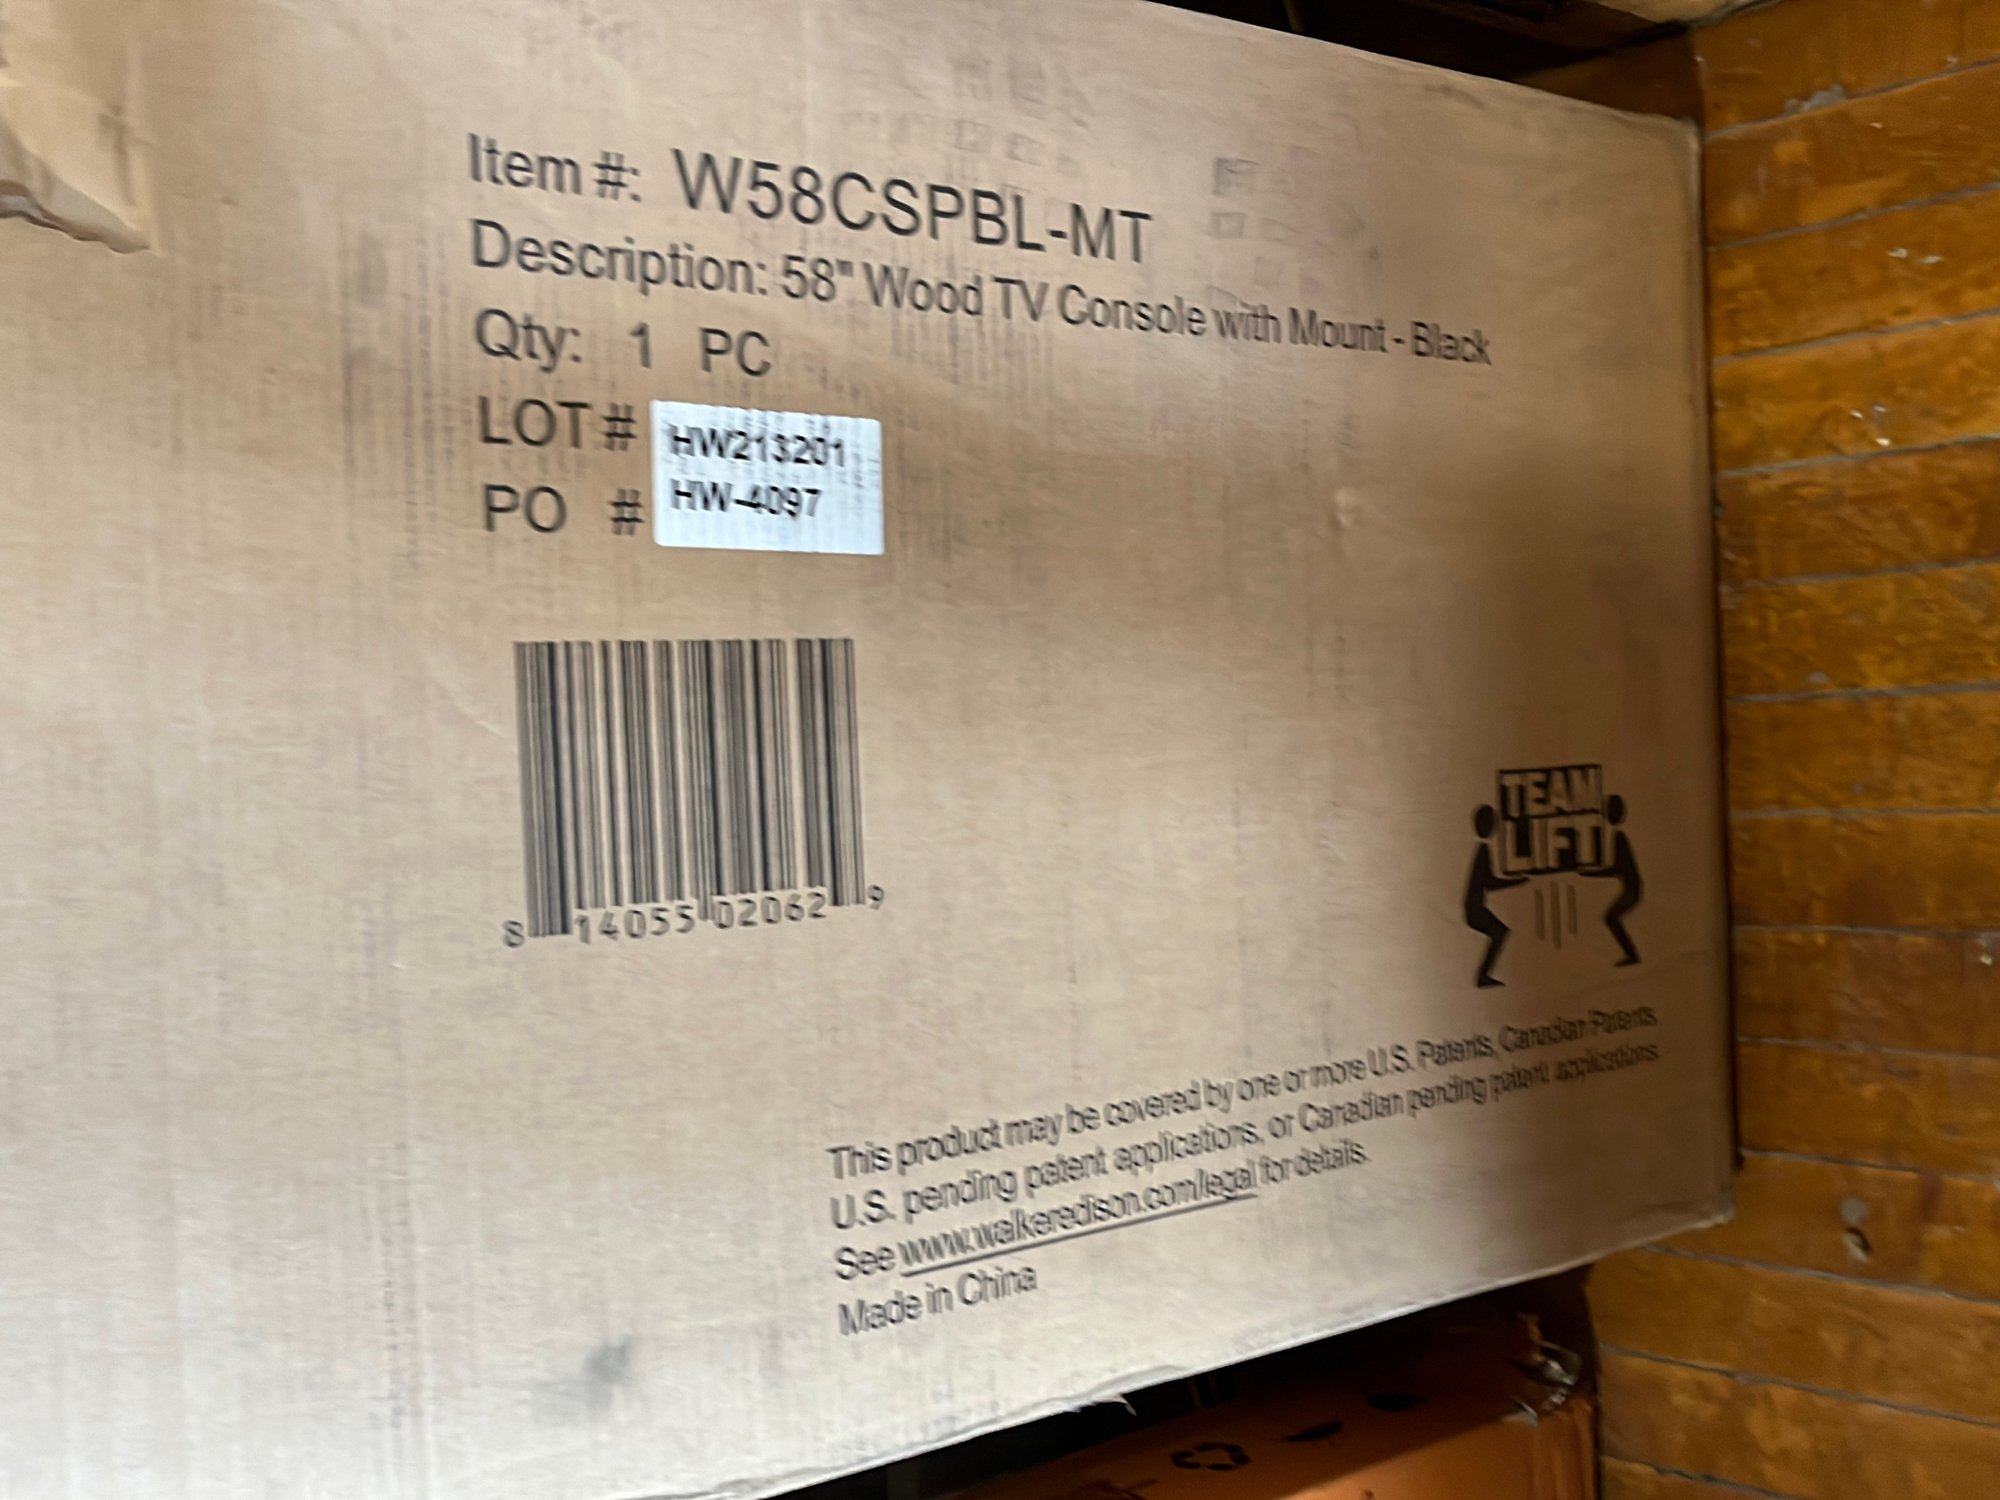 Item #: W58CSPBL-MT
Description: 58" Wood TV Console with Mount - Black
Qty: 1 PC
LOT # HW213201
PO # HW-4097
8 14055 02062 9
TEAM
LIFT
This product may be covered by one or more U.S. Patents, Canadian Patents,
U.S. pending patent applications, or Canadian pending patent applications.
See www.walkeredison.com/legal for details.
Made in China